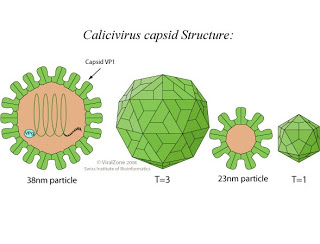 Calicivirus capsid Structure:
Capsid VP1
VPg
© ViralZone 2008
Swiss Institute of Bioinformatics
38nm particle
T=3
23nm particle
T=1